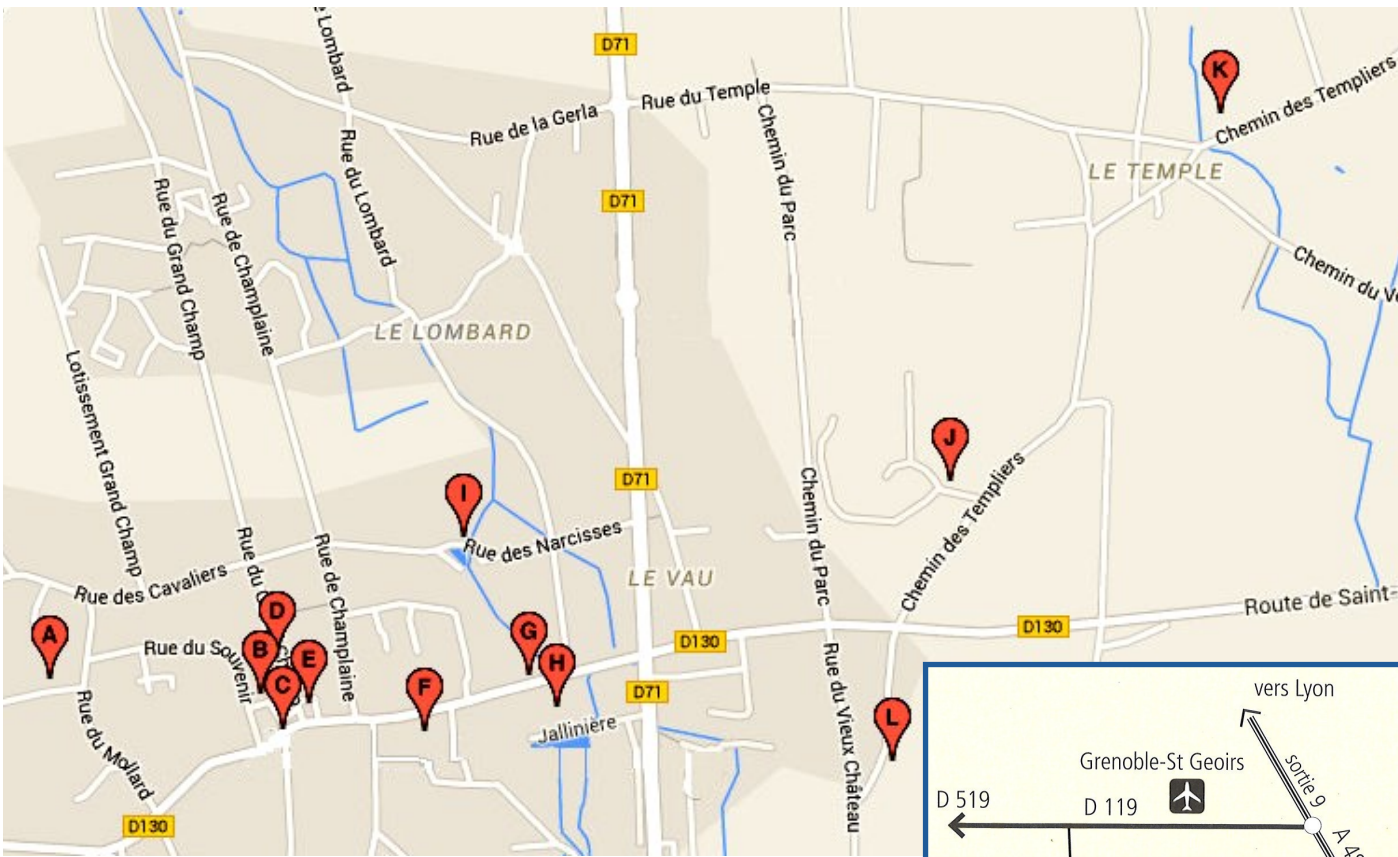 Lombard
D71
K
Rue du Temple
Chemin des Templiers
Rue de la Gerla
Rue du Lombard
Chemin du Parc
LE TEMPLE
D71
Rue du Grand Champ
Rue de Champlaine
Chemin du
LE LOMBARD
Lotissement Grand Champ
J
D71
I
Chemin des Templiers
Chemin du Parc
Rue des Narcisses
Rue du
Rue de Champlaine
Rue des Cavaliers
LE VAU
Route de Saint-
D
A
B
E
C
Rue du Souvenir
G
H
F
D130
D130
D71
Rue du Mollard
Jallinière
Rue du Vieux Château
L
D130
vers Lyon
sortie 9
Grenoble-St Geoirs
D 519
D 119